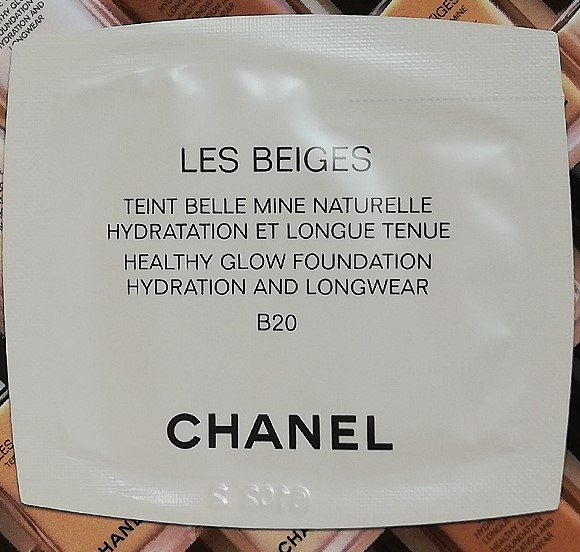 LES BEIGES
TEINT BELLE MINE NATURELLE
HYDRATATION ET LONGUE TENUE
HEALTHY GLOW FOUNDATION
HYDRATION AND LONGWEAR
B20
CHANEL